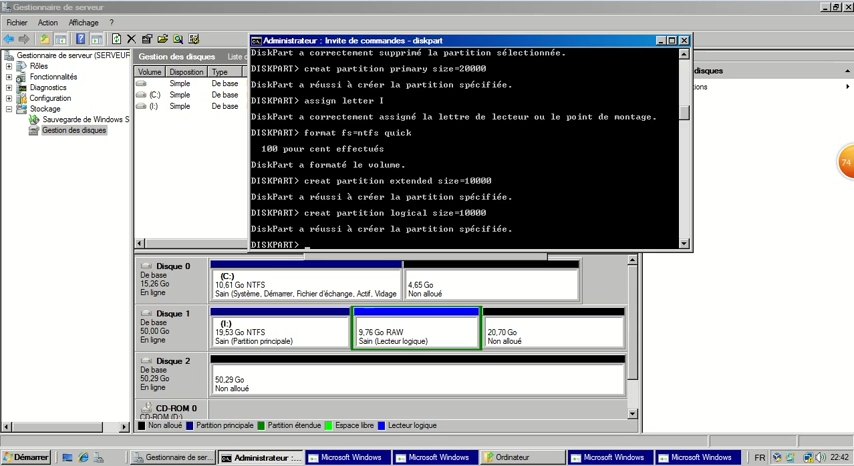 Gestionnaire de serveur
Fichier Action Affichage ?
Gestionnaire de serveur (SERVEUR
Rôles
Fonctionnalités
Diagnostics
Configuration
Stockage
Sauvegarde de Windows S
Gestion des disques
Gestion des disques Liste
Volume Disposition Type
Simple De base
(C:) Simple De base
(I:) Simple De base
Administrateur : Invite de commandes - diskpart
DiskPart a correctement supprimé la partition sélectionnée.
DISKPART> creat partition primary size=20000
DiskPart a réussi à créer la partition spécifiée.
DISKPART> assign letter I
DiskPart a correctement assigné la lettre de lecteur ou le point de montage.
DISKPART> format fs=ntfs quick
100 pour cent effectués
DiskPart a formaté le volume.
DISKPART> creat partition extended size=10000
DiskPart a réussi à créer la partition spécifiée.
DISKPART> creat partition logical size=10000
DiskPart a réussi à créer la partition spécifiée.
DISKPART> _
disques
ions
74
Disque 0
De base
15,26 Go
En ligne
(C:)
10,61 Go NTFS
Sain (Système, Démarrer, Fichier d'échange, Actif, Vidage
4,65 Go
Non alloué
Disque 1
De base
50,00 Go
En ligne
(I:)
19,53 Go NTFS
Sain (Partition principale)
9,76 Go RAW
Sain (Lecteur logique)
20,70 Go
Non alloué
Disque 2
De base
50,29 Go
En ligne
50,29 Go
Non alloué
CD-ROM 0
CD-ROM (D:)
Non alloué Partition principale Partition étendue Espace libre Lecteur logique
Démarrer Gestionnaire de ser... Administrateur :... Microsoft Windows Microsoft Windows Ordinateur Microsoft Windows Microsoft Windows FR 22:42